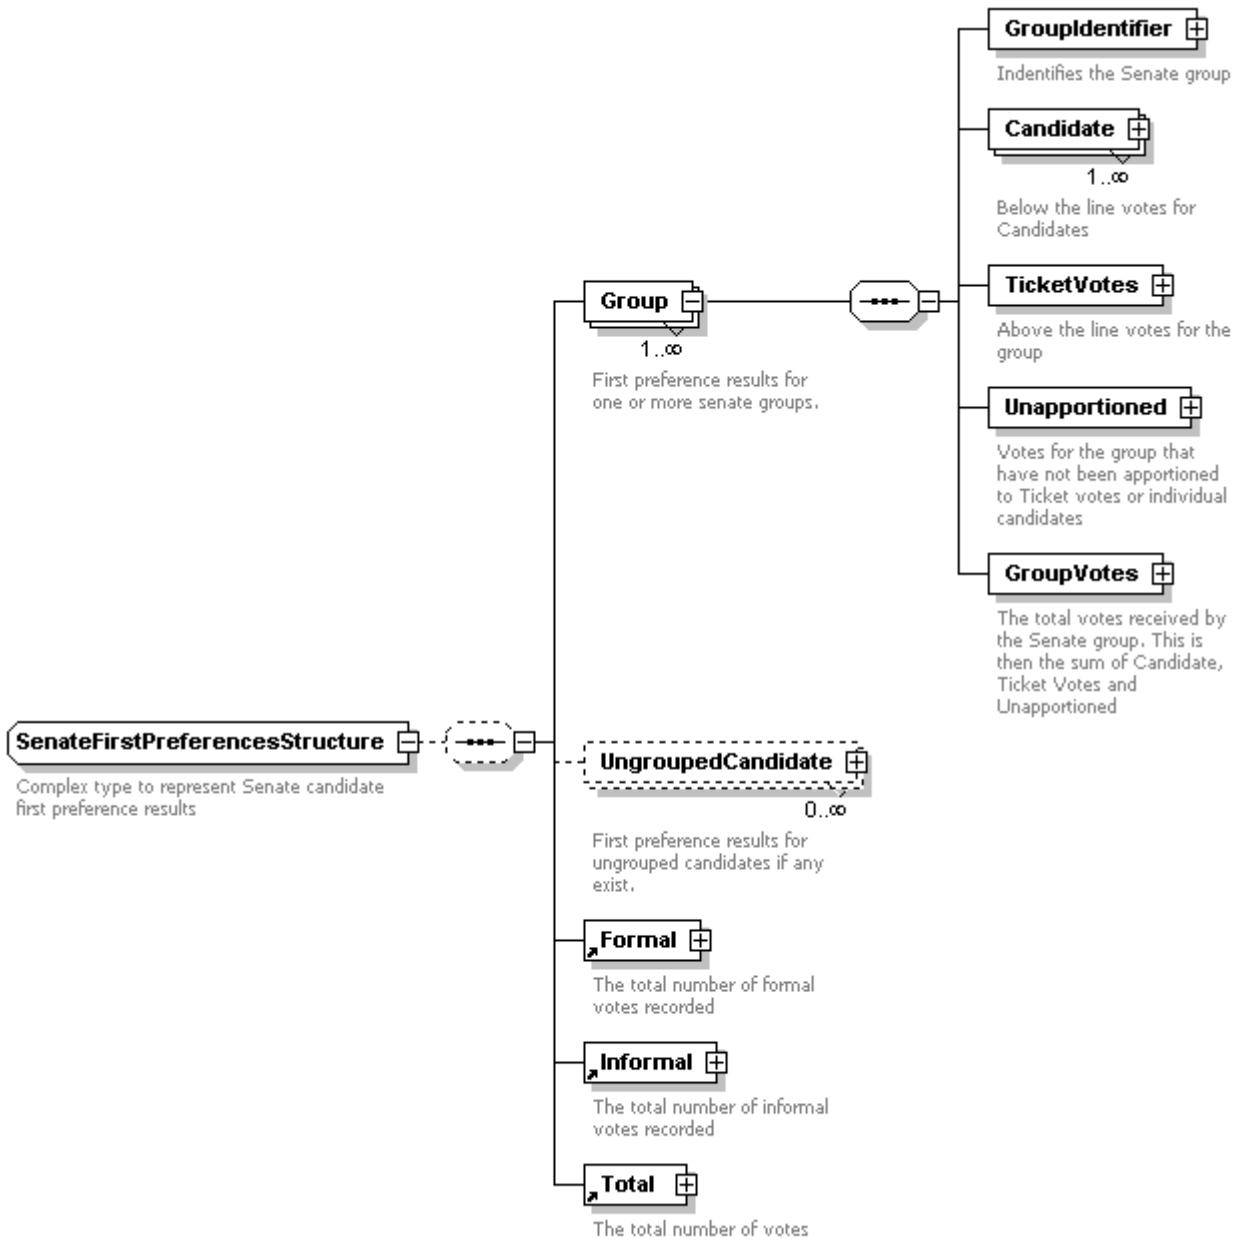 GroupIdentifier
Indentifies the Senate group
Candidate
1..∞
Below the line votes for
Candidates
TicketVotes
Above the line votes for the
group
Unapportioned
Votes for the group that
have not been apportioned
to Ticket votes or individual
candidates
GroupVotes
The total votes received by
the Senate group. This is
then the sum of Candidate,
Ticket Votes and
Unapportioned
Group
1..∞
First preference results for
one or more senate groups.
SenateFirstPreferencesStructure
Complex type to represent Senate candidate
first preference results
UngroupedCandidate
0..∞
First preference results for
ungrouped candidates if any
exist.
Formal
The total number of formal
votes recorded
Informal
The total number of informal
votes recorded
Total
The total number of votes